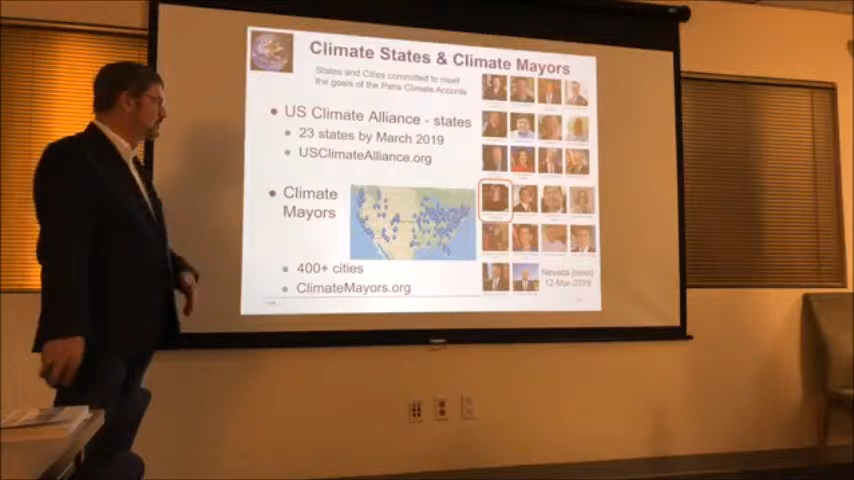 Climate States & Climate Mayors
States and Cities committed to meet
the goals of the Paris Climate Accords
• US Climate Alliance - states
• 23 states by March 2019
• USClimateAlliance.org
• Climate
Mayors
• 400+ cities
• ClimateMayors.org
Nevada joined
12-Mar-2019